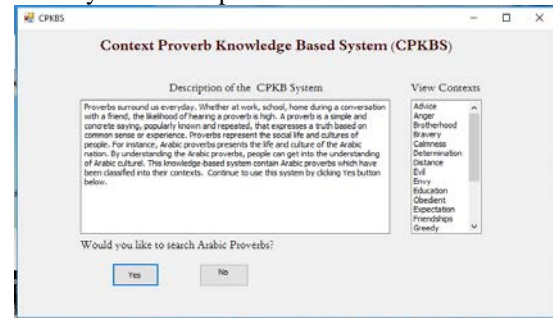 CPKBS
Context Proverb Knowledge Based System (CPKBS)
Description of the CPKB System
Proverbs surround us everyday. Whether at work, school, home during a conversation
with a friend, the likelihood of hearing a proverb is high. A proverb is a simple and
concrete saying, popularly known and repeated, that expresses a truth based on
common sense or experience. Proverbs represent the social life and cultures of
people. For instance, Arabic proverbs presents the life and culture of the Arabic
nation. By understanding the Arabic proverbs, people can get into the understanding
of Arabic culturel. This knowledge-based system contain Arabic proverbs which have
been classified into their contexts. Continue to use this system by clicking Yes button
below.
View Contexts
Advice
Anger
Brotherhood
Bravery
Calmness
Determination
Distance
Evil
Envy
Education
Obedient
Expectation
Friendships
Greedy
Would you like to search Arabic Proverbs?
Yes
No